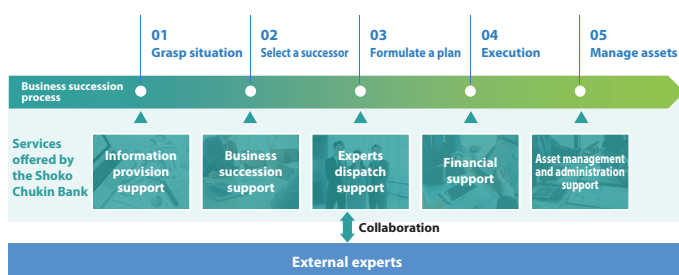 01
Grasp situation
02
Select a successor
03
Formulate a plan
04
Execution
05
Manage assets
Business succession
process
Services
offered by
the Shoko
Chukin Bank
Information
provision
support
Business
succession
support
Experts
dispatch
support
Financial
support
Asset management
and administration
support
Collaboration
External experts